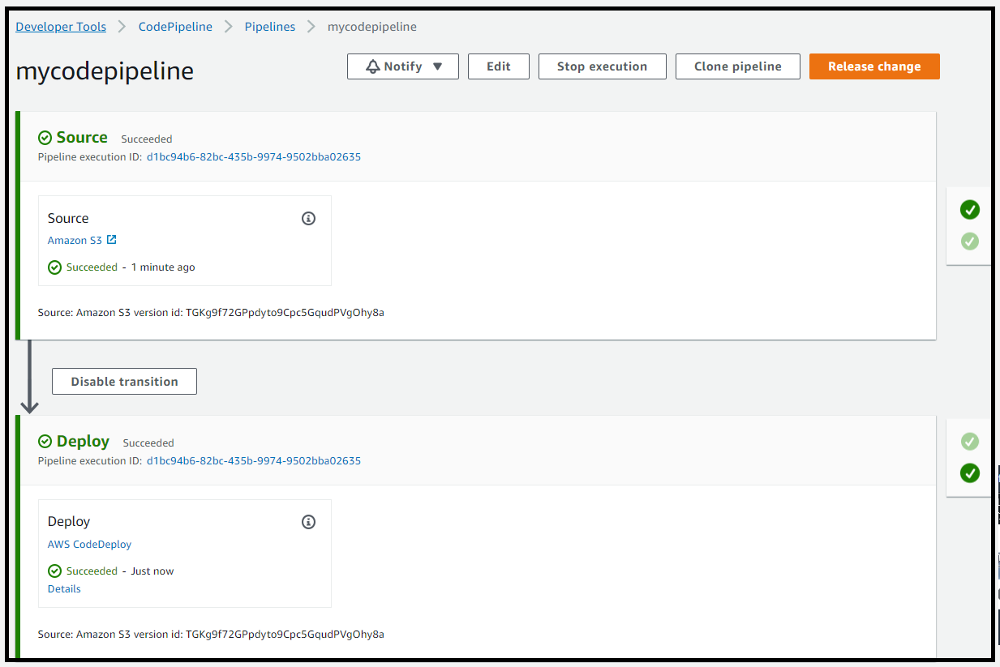 Developer Tools > CodePipeline > Pipelines > mycodepipeline
mycodepipeline
Notify Edit Stop execution Clone pipeline Release change
Source Succeeded
Pipeline execution ID: d1bc94b6-82bc-435b-9974-9502bba02635
Source
Amazon S3
Succeeded - 1 minute ago
Source: Amazon S3 version id: TGKg9f72GPpdyto9Cpc5GqudPVgOhy8a
Disable transition
Deploy Succeeded
Pipeline execution ID: d1bc94b6-82bc-435b-9974-9502bba02635
Deploy
AWS CodeDeploy
Succeeded - Just now
Details
Source: Amazon S3 version id: TGKg9f72GPpdyto9Cpc5GqudPVgOhy8a